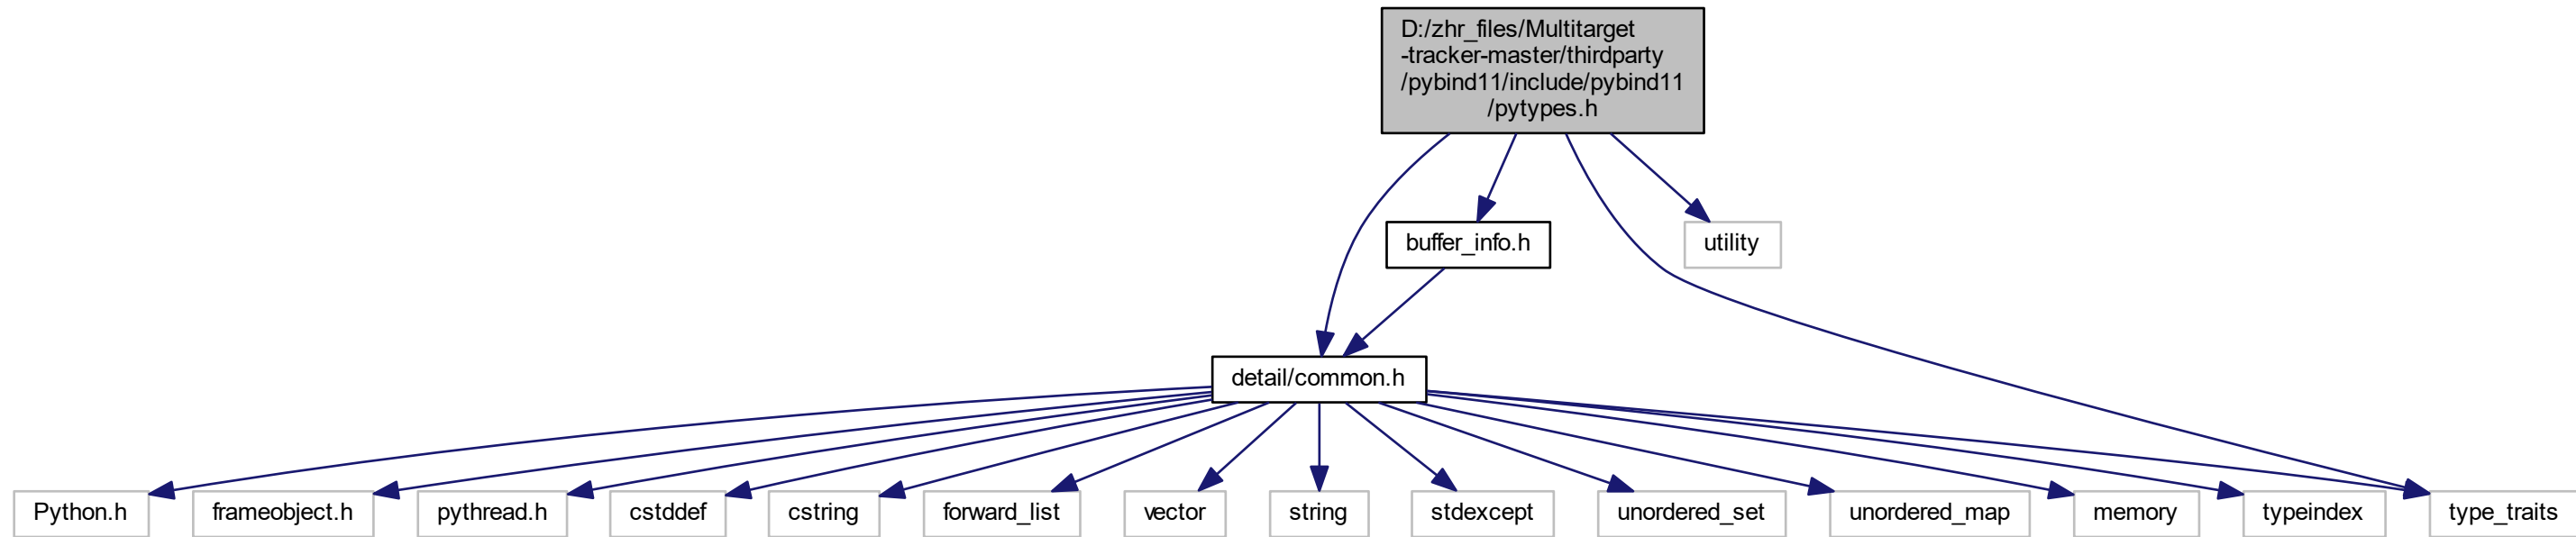 D:/zhr_files/Multitarget
-tracker-master/thirdparty
/pybind11/include/pybind11
/pytypes.h
buffer_info.h
utility
detail/common.h
Python.h
frameobject.h
pythread.h
cstddef
cstring
forward_list
vector
string
stdexcept
unordered_set
unordered_map
memory
typeindex
type_traits